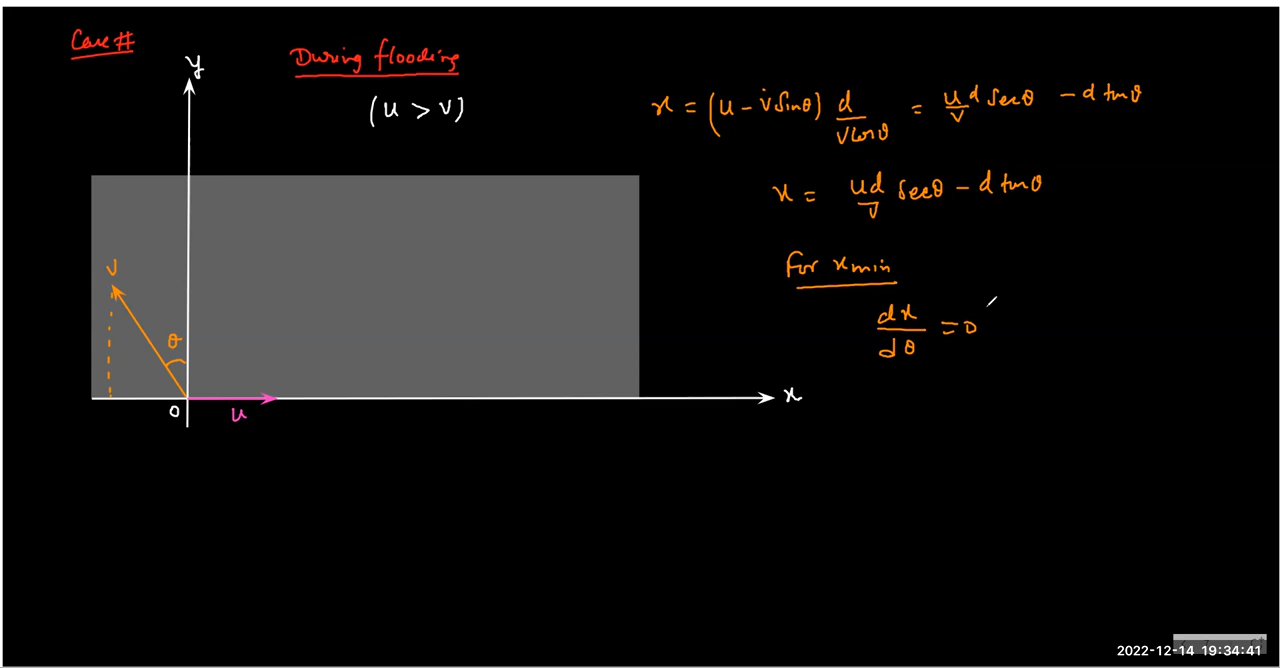 Case #
During flooding
(u > v)
y
x = (u - v sinθ) d / v cosθ = u/v d secθ - d tanθ
x = ud/v secθ - d tanθ
For xmin
dx/dθ = 0
v
θ
0
u
x
2022-12-14 19:34:41